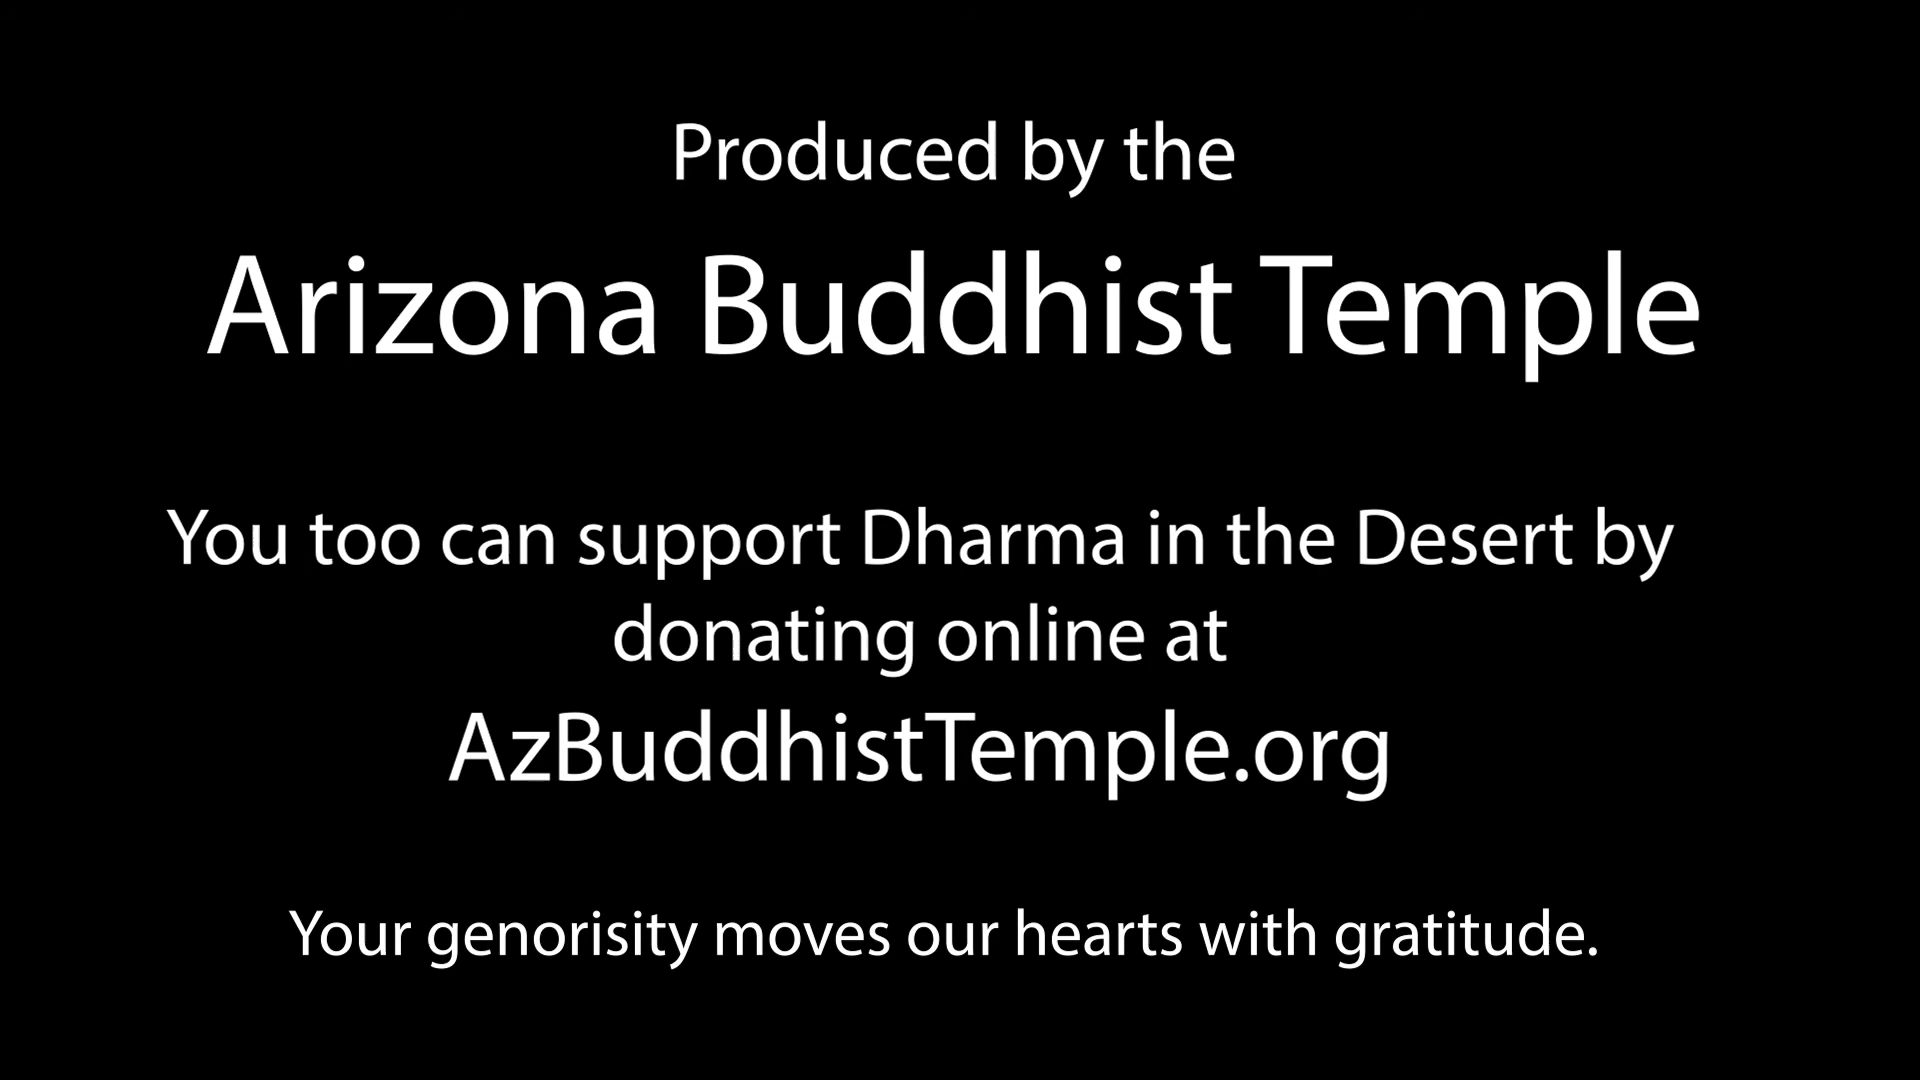 Produced by the
Arizona Buddhist Temple
You too can support Dharma in the Desert by
donating online at
AzBuddhistTemple.org
Your genorisity moves our hearts with gratitude.